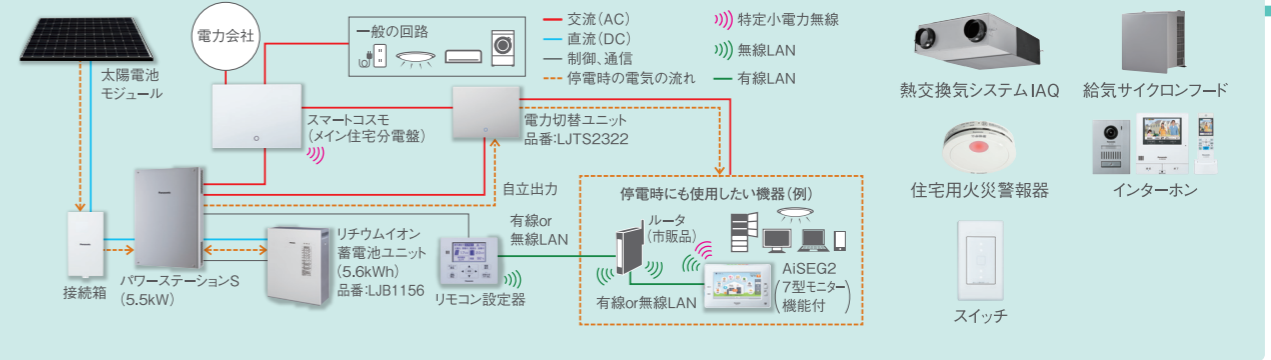 太陽電池
モジュール
電力会社
一般の回路
交流(AC)
直流(DC)
制御、通信
停電時の電気の流れ
特定小電力無線
無線LAN
有線LAN
スマートコスモ
(メイン住宅分電盤)
電力切替ユニット
品番:LJTS2322
自立出力
接続箱
パワーステーションS
(5.5kW)
リチウムイオン
蓄電池ユニット
(5.6kWh)
品番:LJB1156
有線or
無線LAN
リモコン設定器
停電時にも使用したい機器(例)
ルータ
(市販品)
有線or無線LAN
AiSEG2
(7型モニター
機能付)
熱交換気システムIAQ
給気サイクロンフード
住宅用火災警報器
インターホン
スイッチ